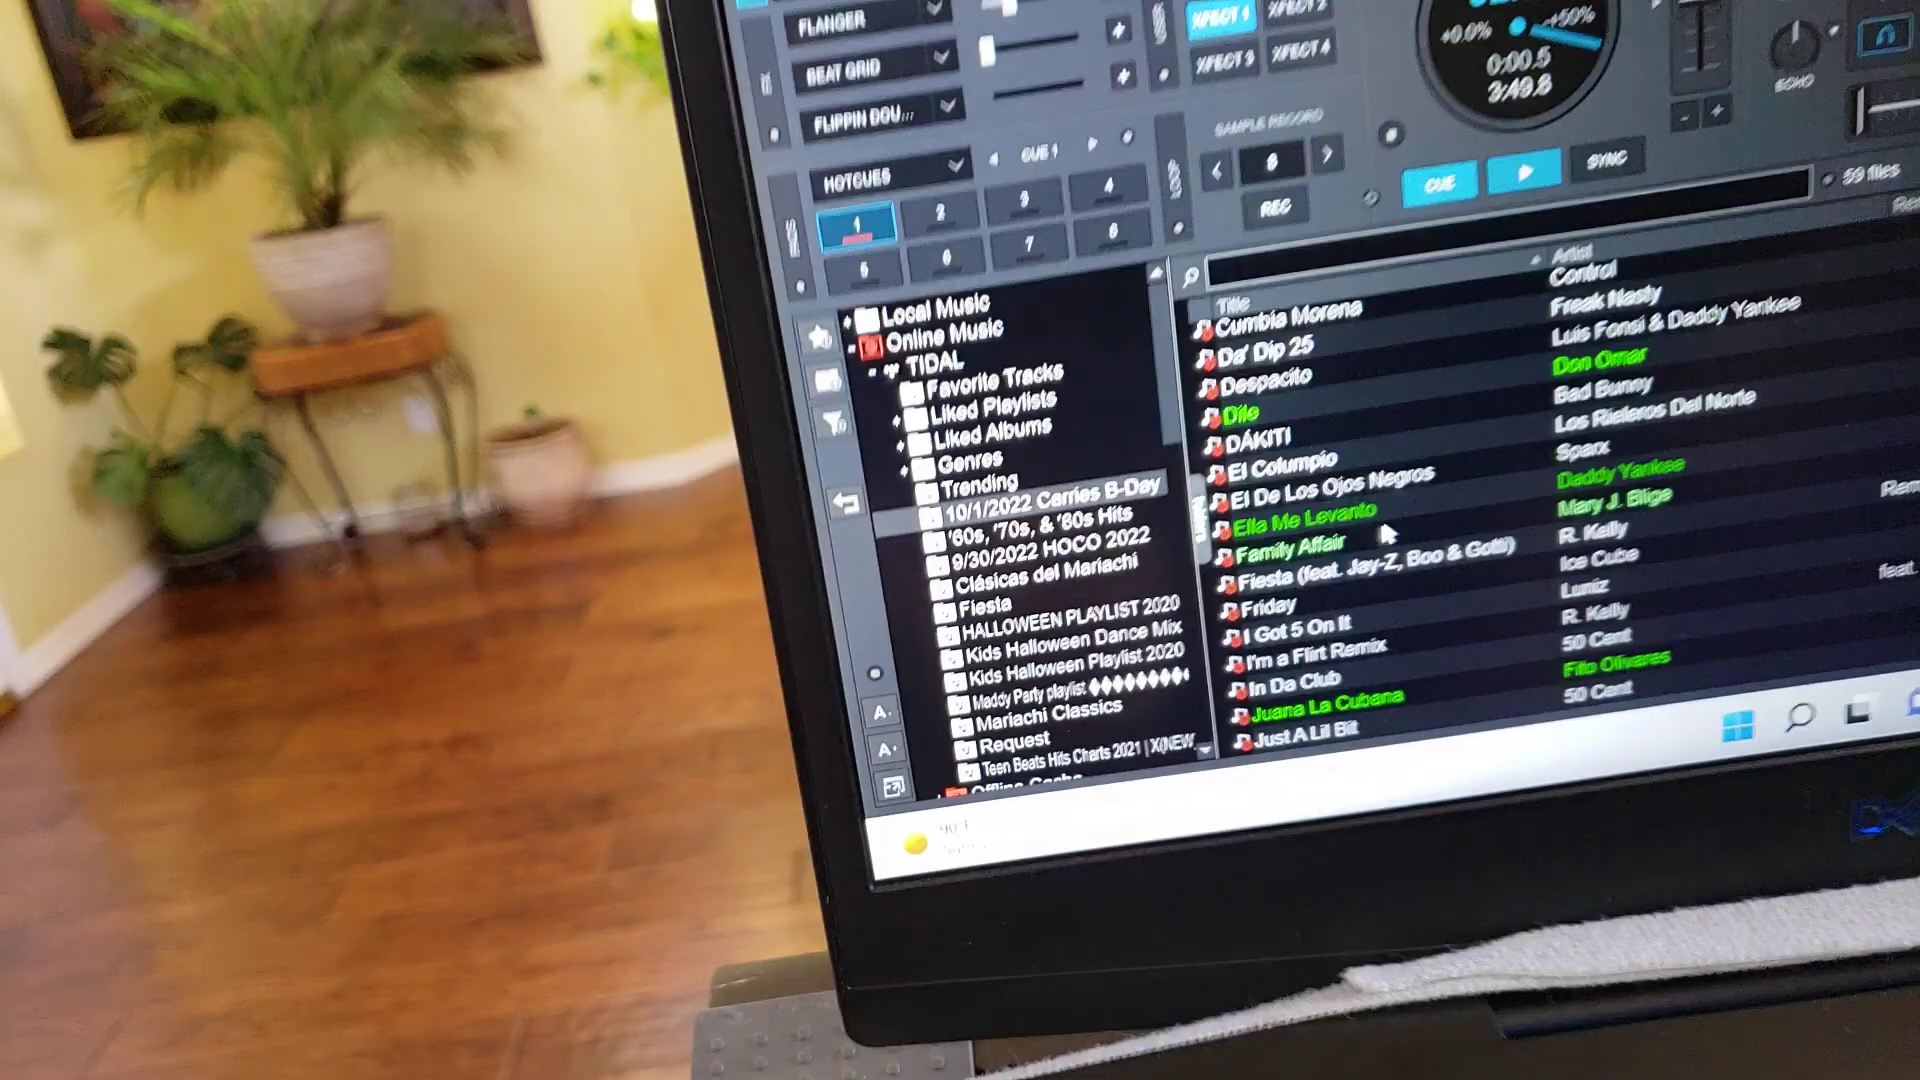 FLANGER
BEAT GRID
FLIPPIN DOU...
HOTCUES
CUE 1
1 2 3 4
5 6 7 8
XFECT 1 XFECT 2
XFECT 3 XFECT 4
SAMPLE RECORD
REC
+0.0% +50%
0:00.5
3:49.8
ECHO
CUE SYNC
59 files
Local Music
Online Music
TIDAL
Favorite Tracks
Liked Playlists
Liked Albums
Genres
Trending
10/1/2022 Carries B-Day
'60s, '70s, & '80s Hits
9/30/2022 HOCO 2022
Clásicas del Mariachi
Fiesta
HALLOWEEN PLAYLIST 2020
Kids Halloween Dance Mix
Kids Halloween Playlist 2020
Maddy Party playlist
Mariachi Classics
Request
Teen Beats Hits Charts 2021 | X(NEW
Title Artist
Cumbia Morena Control
Da' Dip 25 Freak Nasty
Despacito Luis Fonsi & Daddy Yankee
Dile Don Omar
DÁKITI Bad Bunny
El Columpio Los Rieleros Del Norte
El De Los Ojos Negros Sparx
Ella Me Levanto Daddy Yankee
Family Affair Mary J. Blige
Fiesta (feat. Jay-Z, Boo & Gotti) R. Kelly
Friday Ice Cube
I Got 5 On It Luniz feat.
I'm a Flirt Remix R. Kelly
In Da Club 50 Cent
Juana La Cubana Fito Olivares
Just A Lil Bit 50 Cent
A- 
A+
90°F